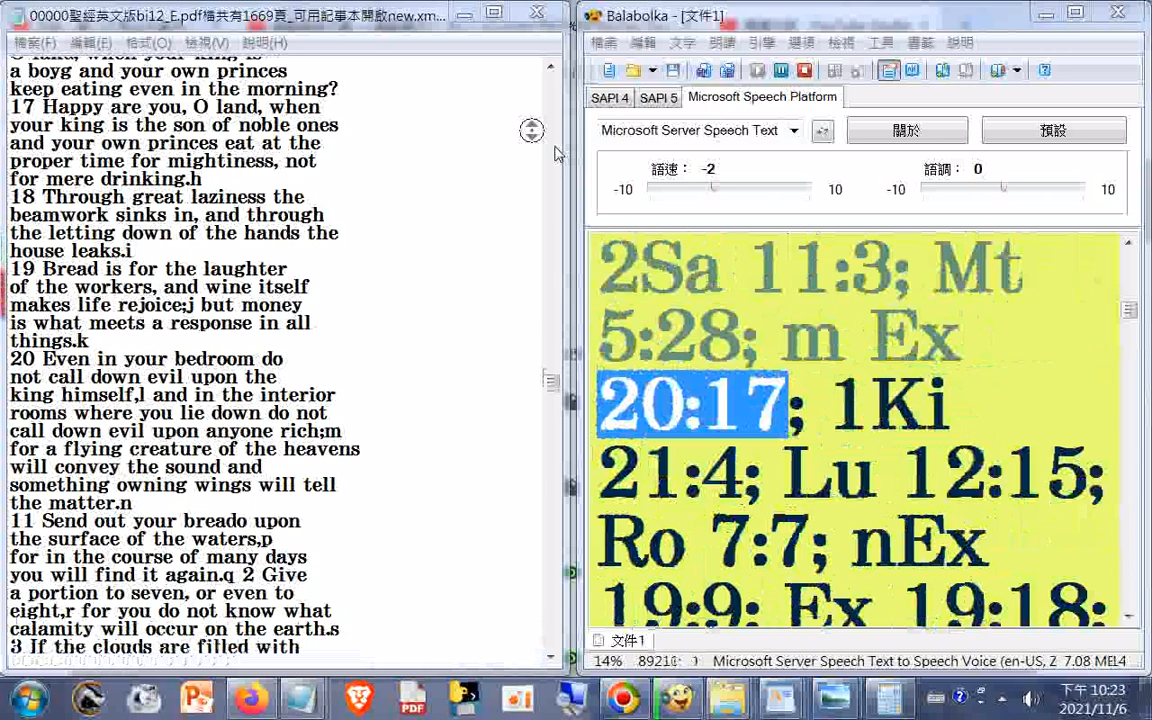 00000聖經英文版bi12_E.pdf檔共有1669頁_可用記事本開啟new.xm...
檔案(F) 編輯(E) 格式(O) 檢視(V) 說明(H)
a boyg and your own princes
keep eating even in the morning?
17 Happy are you, O land, when
your king is the son of noble ones
and your own princes eat at the
proper time for mightiness, not
for mere drinking.h
18 Through great laziness the
beamwork sinks in, and through
the letting down of the hands the
house leaks.i
19 Bread is for the laughter
of the workers, and wine itself
makes life rejoice;j but money
is what meets a response in all
things.k
20 Even in your bedroom do
not call down evil upon the
king himself,l and in the interior
rooms where you lie down do not
call down evil upon anyone rich;m
for a flying creature of the heavens
will convey the sound and
something owning wings will tell
the matter.n
11 Send out your breado upon
the surface of the waters,p
for in the course of many days
you will find it again.q 2 Give
a portion to seven, or even to
eight,r for you do not know what
calamity will occur on the earth.s
3 If the clouds are filled with
Balabolka - [文件1]
檔案 編輯 文字 朗讀 引擎 選項 檢視 工具 書籤 說明
SAPI 4 SAPI 5 Microsoft Speech Platform
Microsoft Server Speech Text 關於 預設
語速： -2 語調： 0
-10 10 -10 10
2Sa 11:3; Mt
5:28; m Ex
20:17; 1Ki
21:4; Lu 12:15;
Ro 7:7; nEx
19:9; Ex 19:18;
文件1
14% Microsoft Server Speech Text to Speech Voice (en-US, Z 7.08 ME
PDF
下午 10:23
2021/11/6